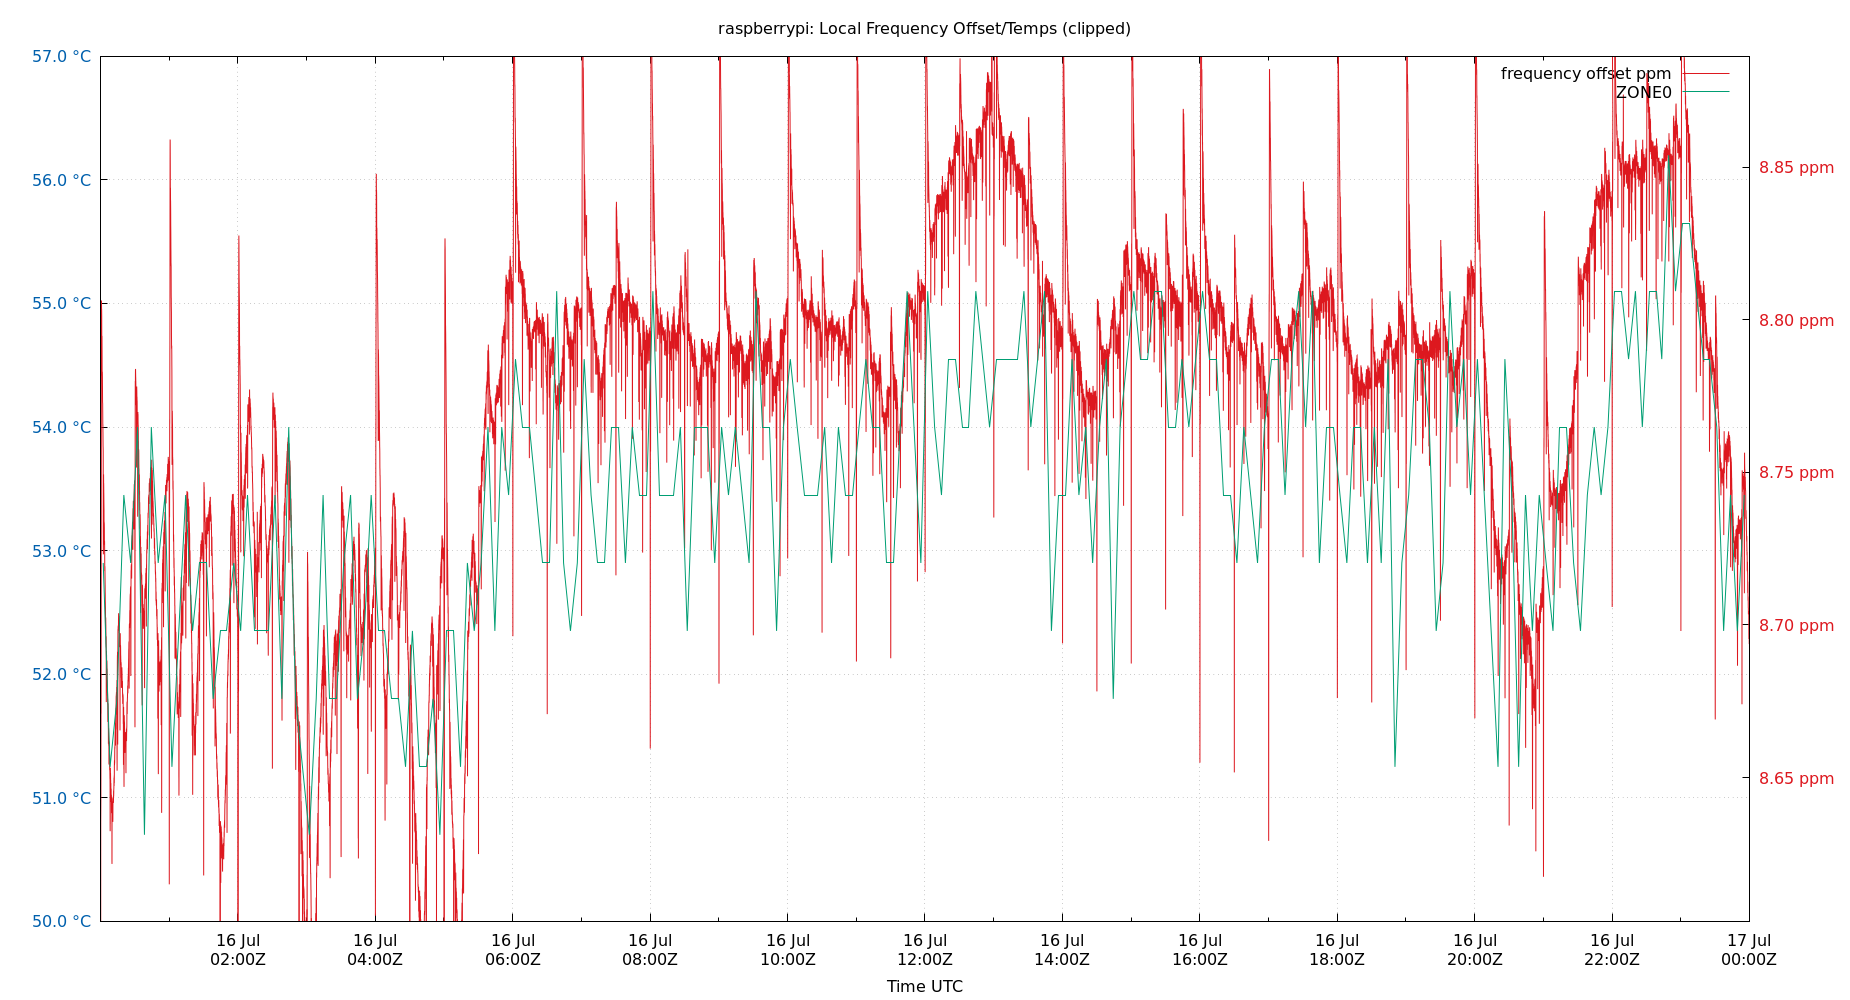 raspberrypi: Local Frequency Offset/Temps (clipped)
57.0 °C
56.0 °C
55.0 °C
54.0 °C
53.0 °C
52.0 °C
51.0 °C
50.0 °C
frequency offset ppm
ZONE0
8.85 ppm
8.80 ppm
8.75 ppm
8.70 ppm
8.65 ppm
16 Jul
02:00Z
16 Jul
04:00Z
16 Jul
06:00Z
16 Jul
08:00Z
16 Jul
10:00Z
16 Jul
12:00Z
16 Jul
14:00Z
16 Jul
16:00Z
16 Jul
18:00Z
16 Jul
20:00Z
16 Jul
22:00Z
17 Jul
00:00Z
Time UTC